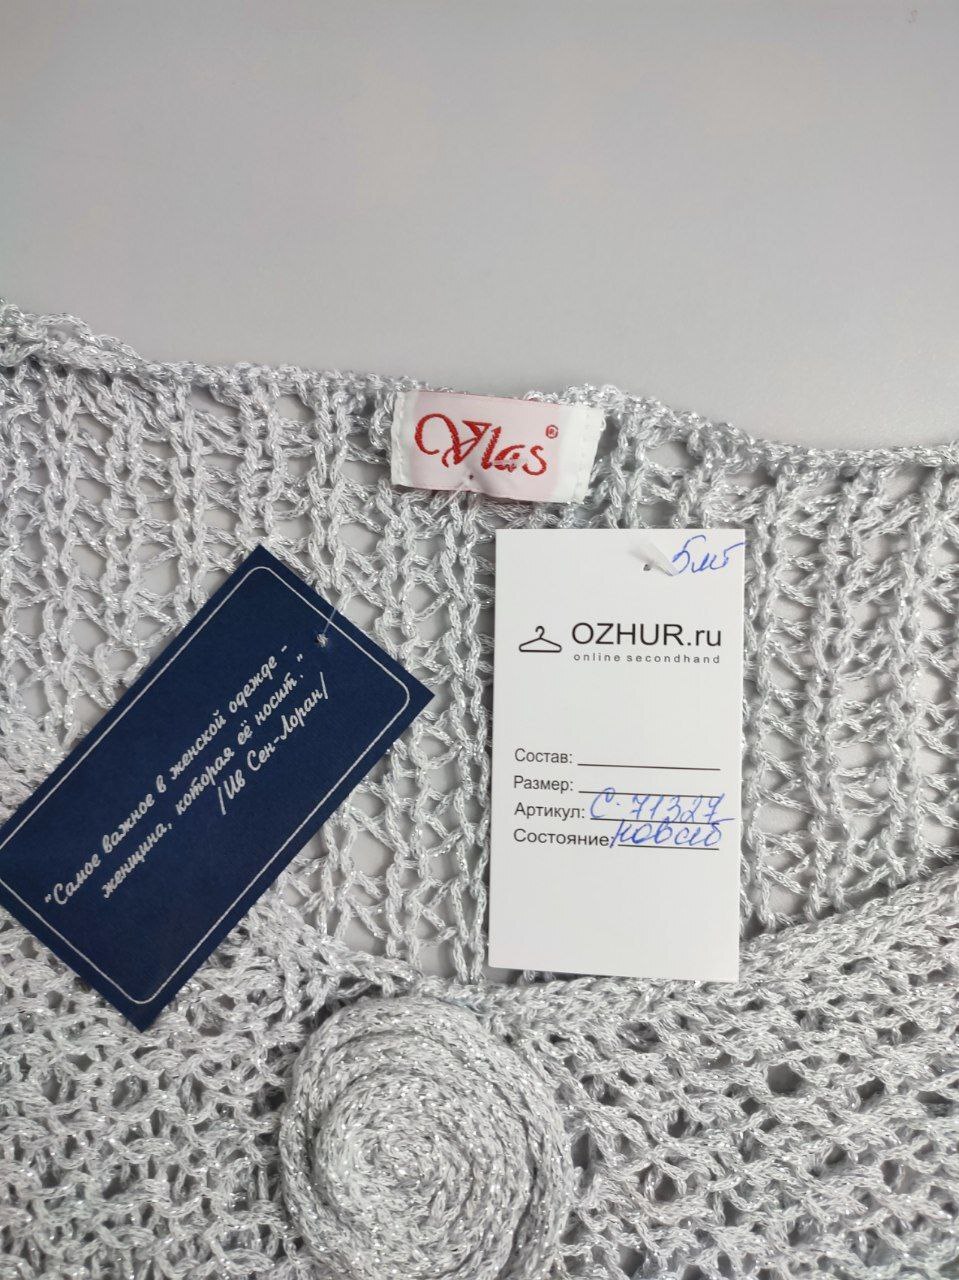 Vlas®
5мб
OZHUR.ru
online secondhand
Состав:
Размер:
Артикул: С-71327
Состояние:
"Самое важное в женской одежде -
женщина, которая её носит."
/Ив Сен-Лоран/